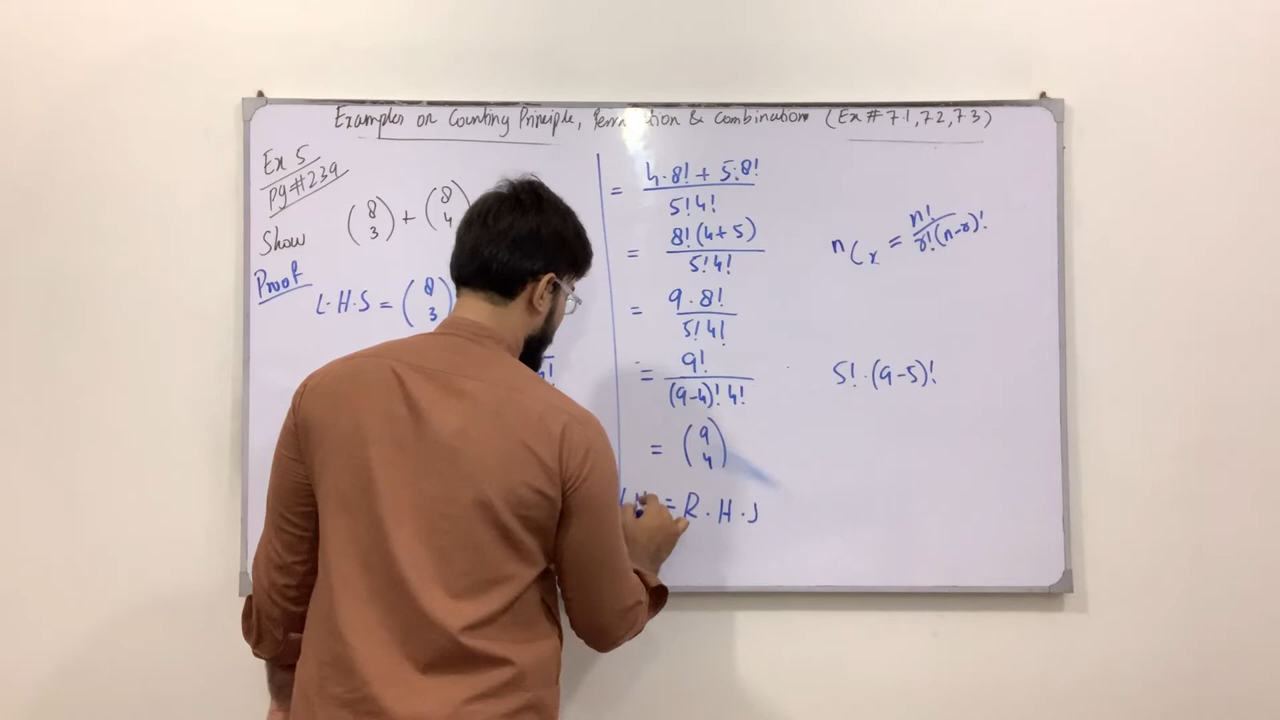 Examples on Counting Principle, & Combination (Ex # 7.1, 7.2, 7.3)
Ex 5
Pg # 239
Show (8 3) + (8 4)
Proof
L.H.S = (8 3)
= 4·8! + 5·8! / 5! 4!
= 8! (4+5) / 5! 4!
= 9·8! / 5! 4!
= 9! / (9-4)! 4!
= (9 4)
= R.H.S
nCx = n! / r! (n-r)!
5!·(9-5)!